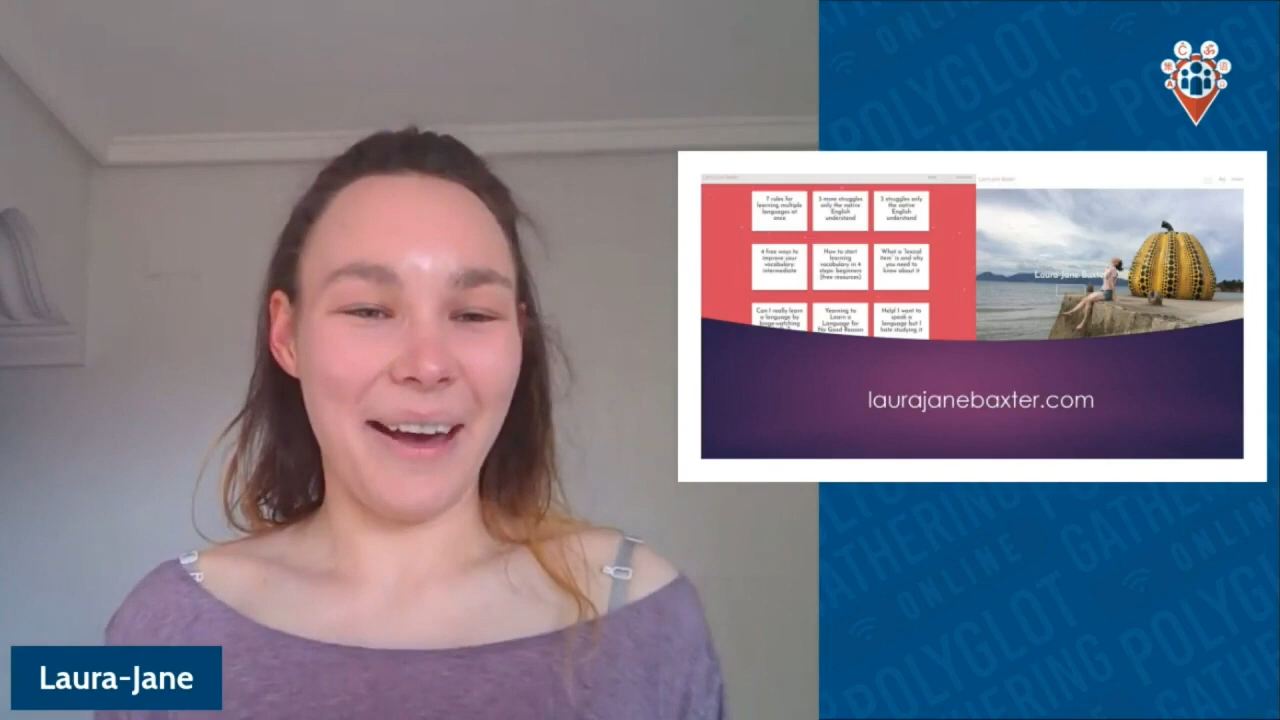 POLYGLOT
GATHERING
ONLINE
7 rules for
learning multiple
languages at
once
3 more struggles
only the native
English
understand
3 struggles
only the native
English
understand
4 free ways to
improve your
vocabulary:
intermediate
How to start
learning
vocabulary in 4
steps: beginners
(free resources)
What a 'lexical
item' is and why
you need to
know about it
Can I really learn
a language by
binge-watching
Yearning to
Learn a
Language for
the Good Reason
Help! I want to
speak a
language but I
hate studying it
Laura-Jane Baxter
laurajanebaxter.com
Laura-Jane